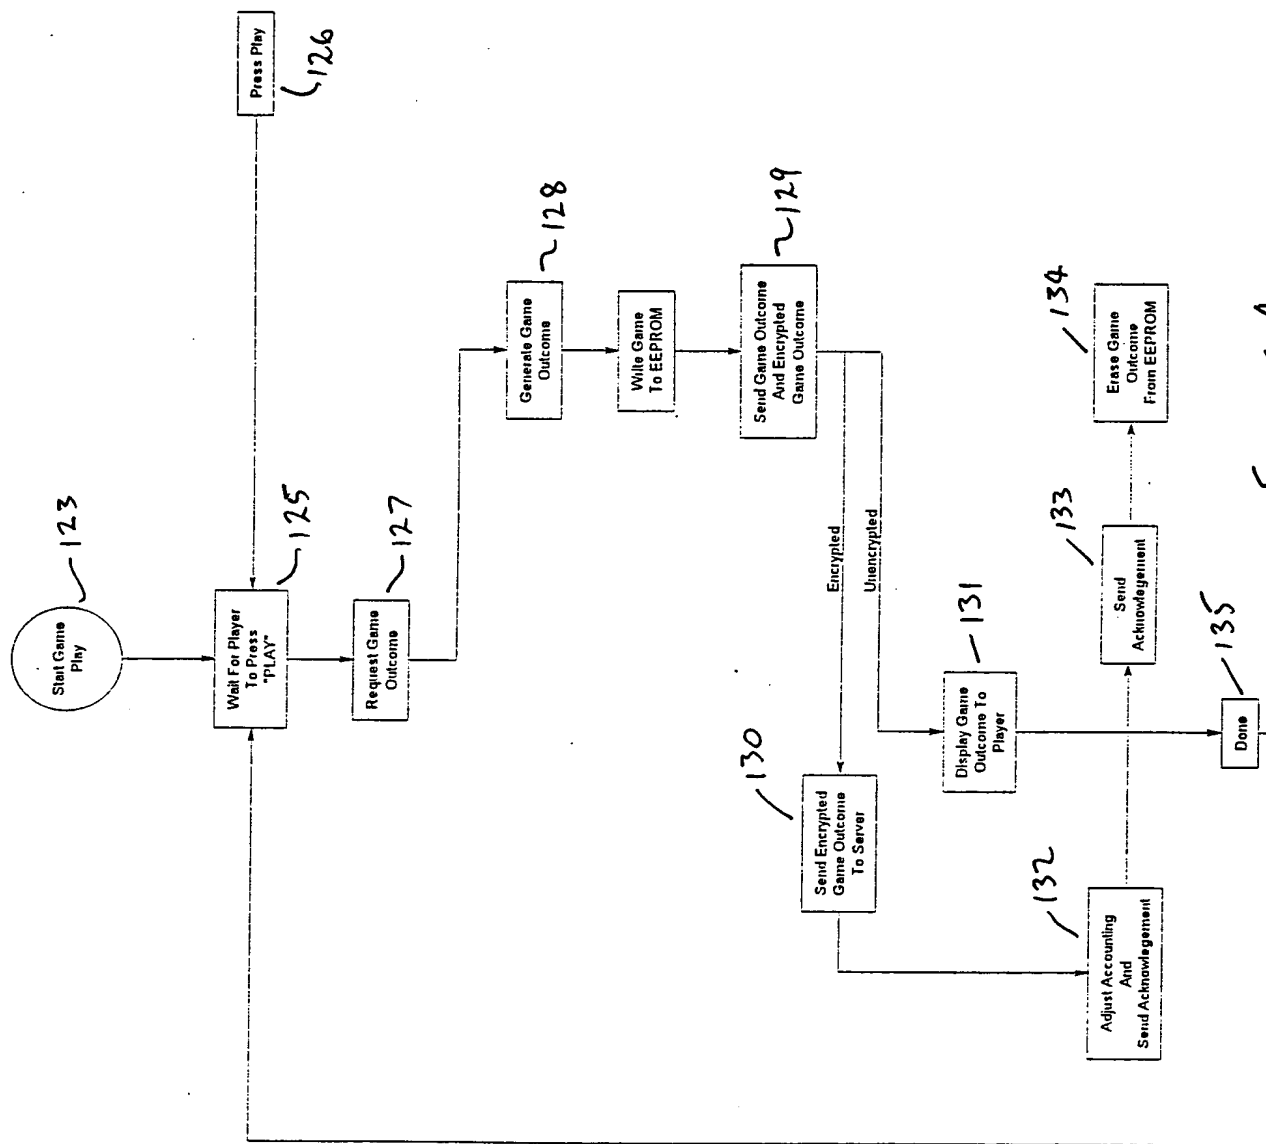 Start Game
Play
123
Wait For Player
To Press
"PLAY"
125
Press Play
126
Request Game
Outcome
127
Generate Game
Outcome
128
Write Game
To EEPROM
Send Game Outcome
And Encrypted
Game Outcome
129
Encrypted
Unencrypted
Send Encrypted
Game Outcome
To Server
130
Display Game
Outcome To
Player
131
Adjust Accounting
And
Send Acknowlegement
132
Send
Acknowlegement
133
Erase Game
Outcome
From EEPROM
134
Done
135